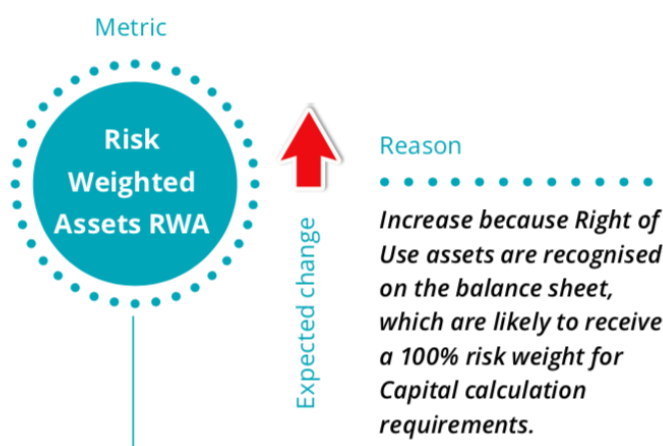 Metric
Risk
Weighted
Assets RWA
Expected change
Reason
Increase because Right of
Use assets are recognised
on the balance sheet,
which are likely to receive
a 100% risk weight for
Capital calculation
requirements.